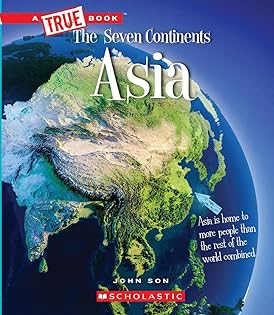 A TRUE BOOK™
The Seven Continents
Asia
Asia is home to
more people than
the rest of the
world combined.
JOHN SON
SCHOLASTIC